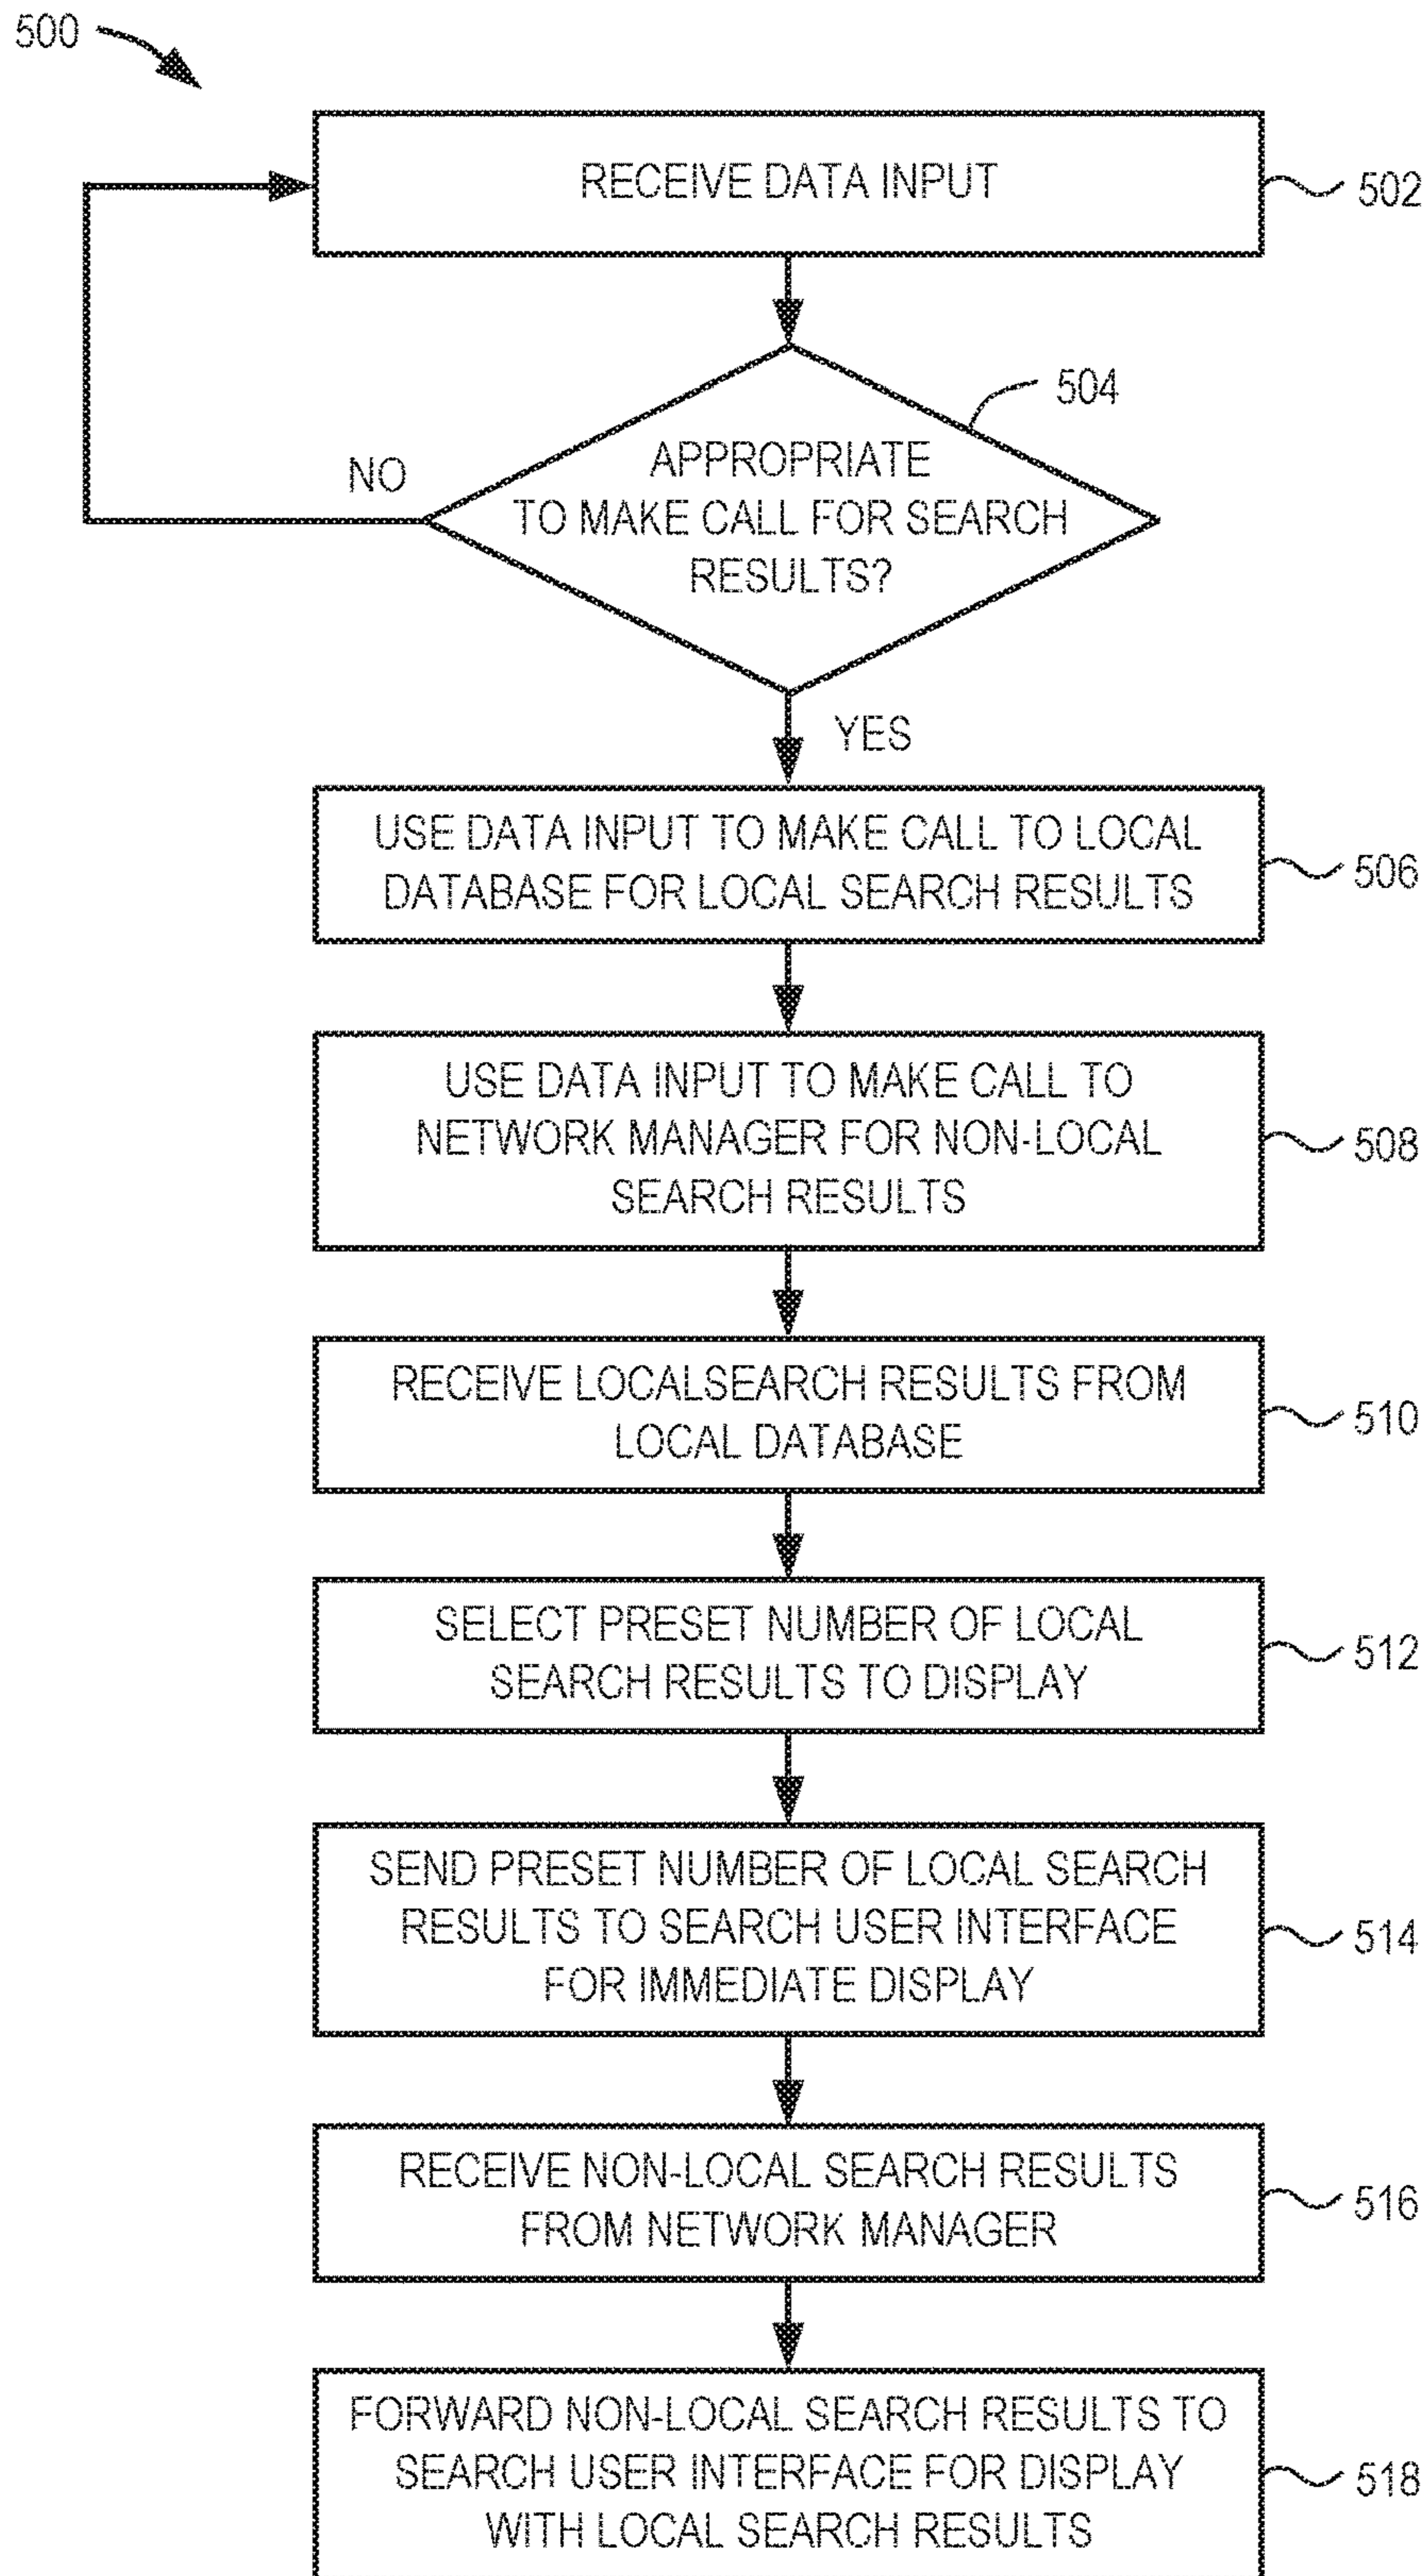 500
RECEIVE DATA INPUT
502
504
APPROPRIATE
TO MAKE CALL FOR SEARCH
RESULTS?
NO
YES
USE DATA INPUT TO MAKE CALL TO LOCAL
DATABASE FOR LOCAL SEARCH RESULTS
506
USE DATA INPUT TO MAKE CALL TO
NETWORK MANAGER FOR NON-LOCAL
SEARCH RESULTS
508
RECEIVE LOCALSEARCH RESULTS FROM
LOCAL DATABASE
510
SELECT PRESET NUMBER OF LOCAL
SEARCH RESULTS TO DISPLAY
512
SEND PRESET NUMBER OF LOCAL SEARCH
RESULTS TO SEARCH USER INTERFACE
FOR IMMEDIATE DISPLAY
514
RECEIVE NON-LOCAL SEARCH RESULTS
FROM NETWORK MANAGER
516
FORWARD NON-LOCAL SEARCH RESULTS TO
SEARCH USER INTERFACE FOR DISPLAY
WITH LOCAL SEARCH RESULTS
518